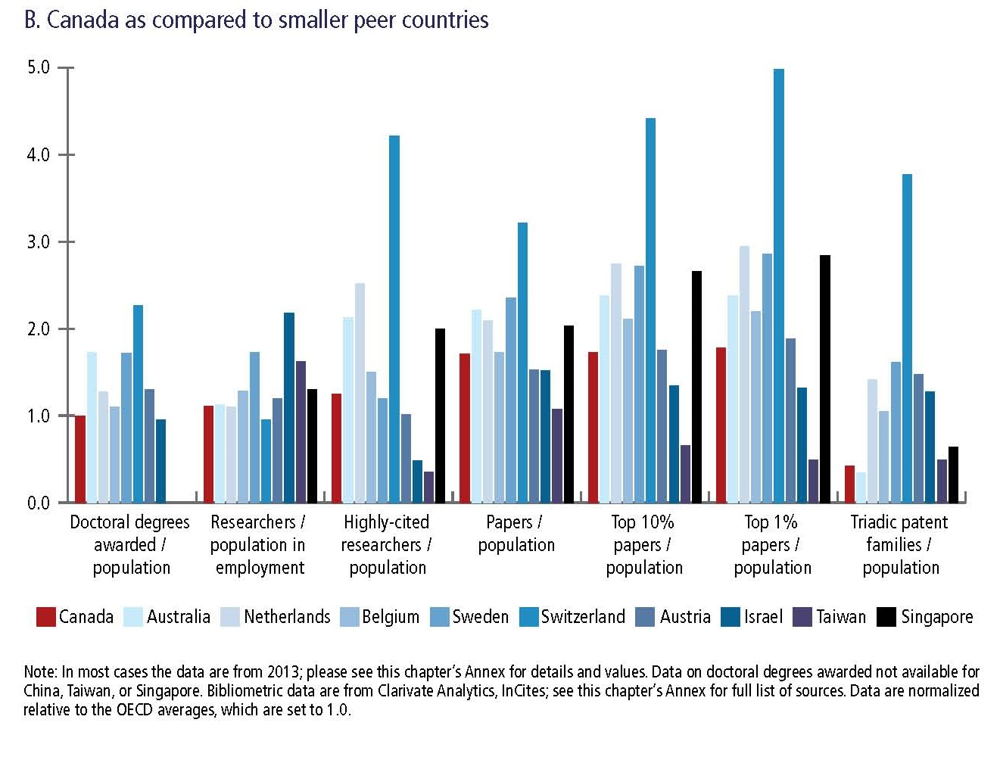 B. Canada as compared to smaller peer countries
5.0
4.0
3.0
2.0
1.0
0.0
Doctoral degrees
awarded /
population
Researchers /
population in
employment
Highly-cited
researchers /
population
Papers /
population
Top 10%
papers /
population
Top 1%
papers /
population
Triadic patent
families /
population
Canada Australia Netherlands Belgium Sweden Switzerland Austria Israel Taiwan Singapore
Note: In most cases the data are from 2013; please see this chapter's Annex for details and values. Data on doctoral degrees awarded not available for
China, Taiwan, or Singapore. Bibliometric data are from Clarivate Analytics, InCites; see this chapter's Annex for full list of sources. Data are normalized
relative to the OECD averages, which are set to 1.0.